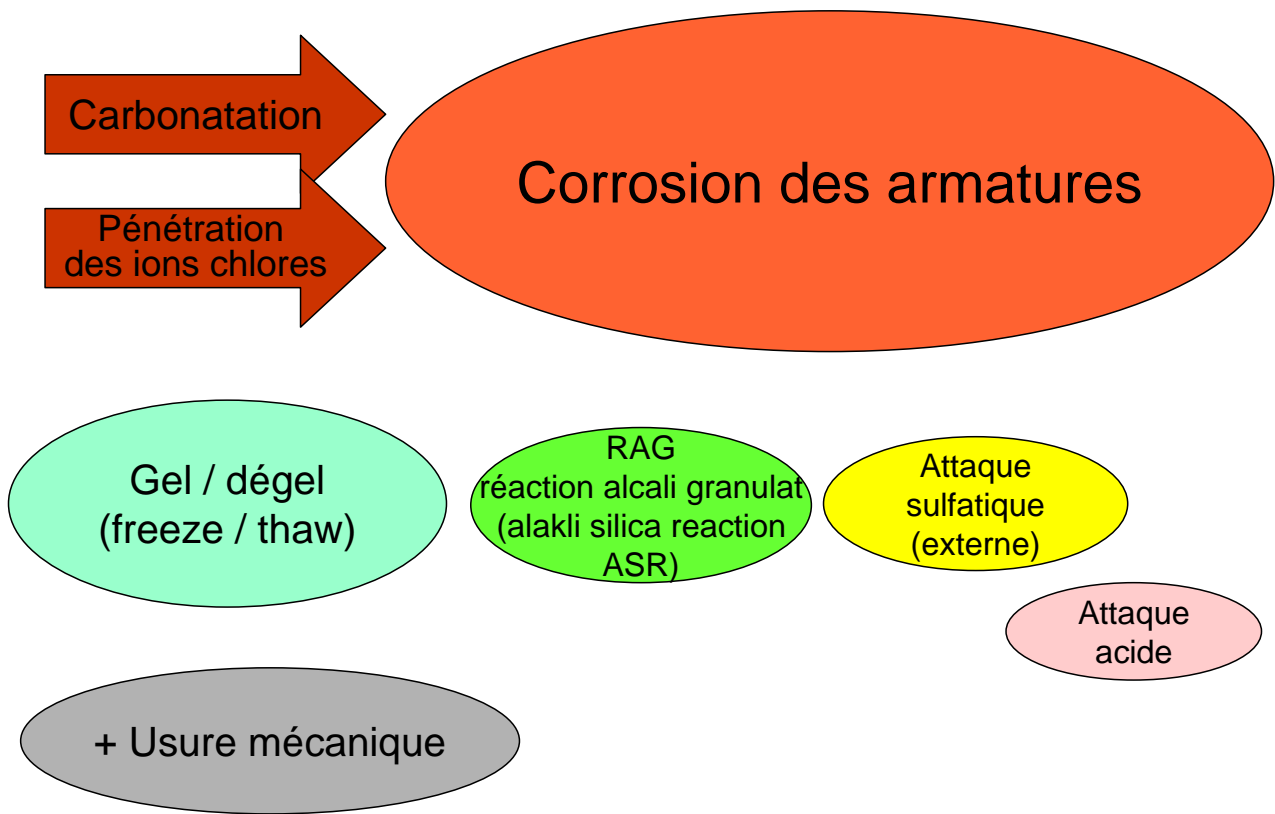 Carbonatation
Corrosion des armatures
Pénétration
des ions chlores
Gel / dégel
(freeze / thaw)
RAG
réaction alcali granulat
(alakli silica reaction
ASR)
Attaque
sulfatique
(externe)
Attaque
acide
+ Usure mécanique